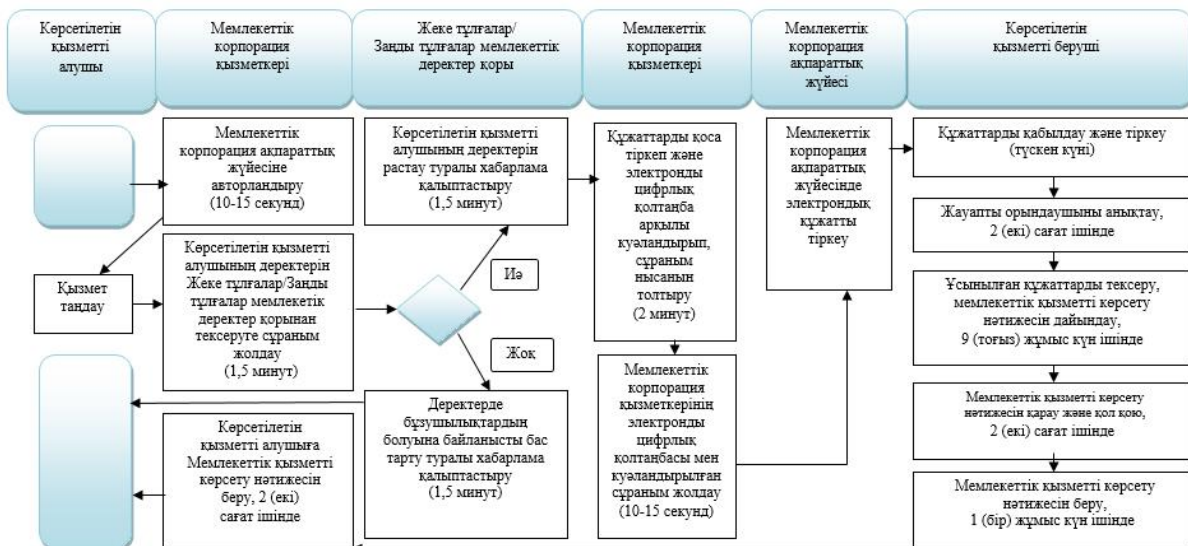 Көрсетілетін
қызметті
алушы
Мемлекеттік
корпорация
қызметкері
Жеке тұлғалар/
Заңды тұлғалар мемлекеттік
деректер қоры
Мемлекеттік
корпорация
қызметкері
Мемлекеттік
корпорация
ақпараттық
жүйесі
Көрсетілетін
қызметті беруші
Мемлекеттік
корпорация ақпараттық
жүйесіне
авторландыру
(10-15 секунд)
Қызмет
таңдау
Көрсетілетін қызметті
алушының деректерін
Жеке тұлғалар/Заңды
тұлғалар мемлекетік
деректер қорынан
тексеруге сұраным
жолдау
(1,5 минут)
Көрсетілетін қызметті
алушының деректерін
растау туралы хабарлама
қалыптастыру
(1,5 минут)
Иә
Жоқ
Деректерде
бұзушылықтардың
болуына байланысты бас
тарту туралы хабарлама
қалыптастыру
(1,5 минут)
Көрсетілетін
қызметті алушыға
Мемлекеттік қызметті
көрсету нәтижесін
беру, 2 (екі)
сағат ішінде
Құжаттарды қоса
тіркеп және
электронды
цифрлық
қолтаңба
арқылы
куәландырып,
сұраным
нысанын
толтыру
(2 минут)
Мемлекеттік
корпорация
қызметкерінің
электронды
цифрлық
қолтаңбасы мен
куәландырылған
сұраным жолдау
(10-15 секунд)
Мемлекеттік
корпорация
ақпараттық
жүйесінде
электрондық
құжатты
тіркеу
Құжаттарды қабылдау және тіркеу
(түскен күні)
Жауапты орындаушыны анықтау,
2 (екі) сағат ішінде
Ұсынылған құжаттарды тексеру,
мемлекеттік қызметті көрсету
нәтижесін дайындау,
9 (тоғыз) жұмыс күн ішінде
Мемлекеттік қызметті көрсету
нәтижесін қарау және қол қою,
2 (екі) сағат ішінде
Мемлекеттік қызметті көрсету
нәтижесін беру,
1 (бір) жұмыс күн ішінде